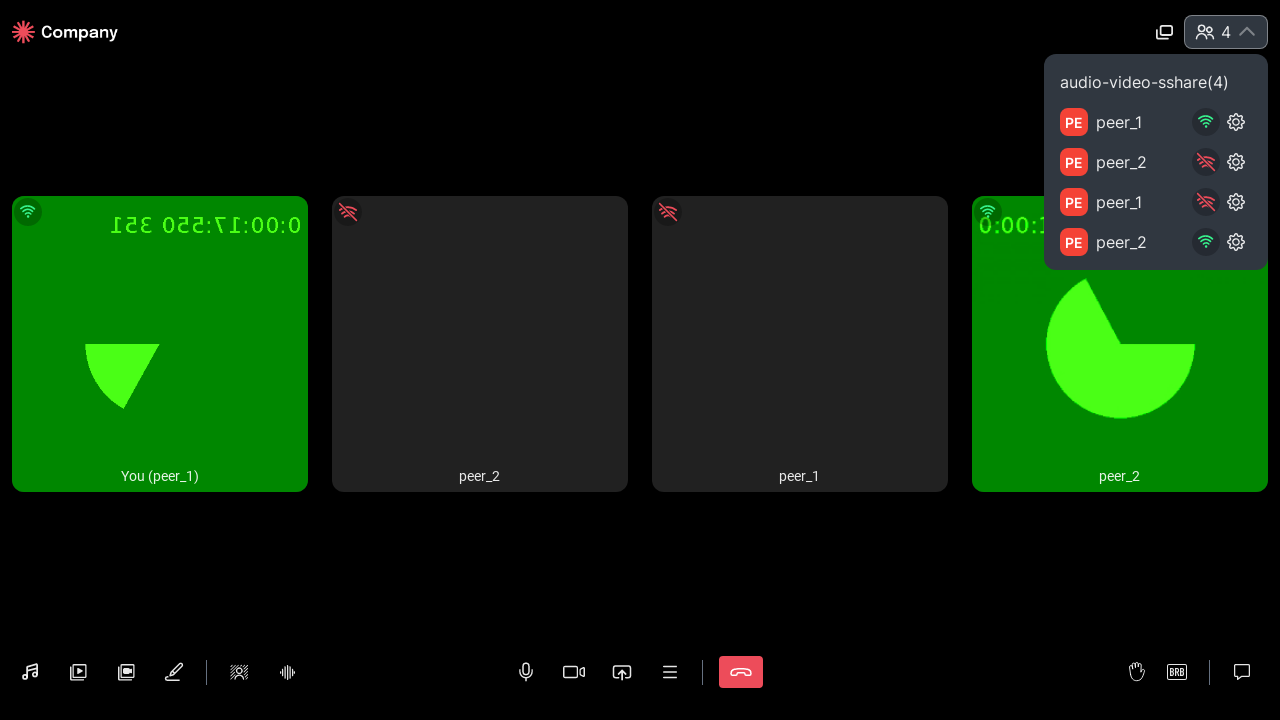 Company
4
audio-video-sshare(4)
PE peer_1
PE peer_2
PE peer_1
PE peer_2
0:00:17:550 351
0:00:1
You (peer_1)
peer_2
peer_1
peer_2
BRB